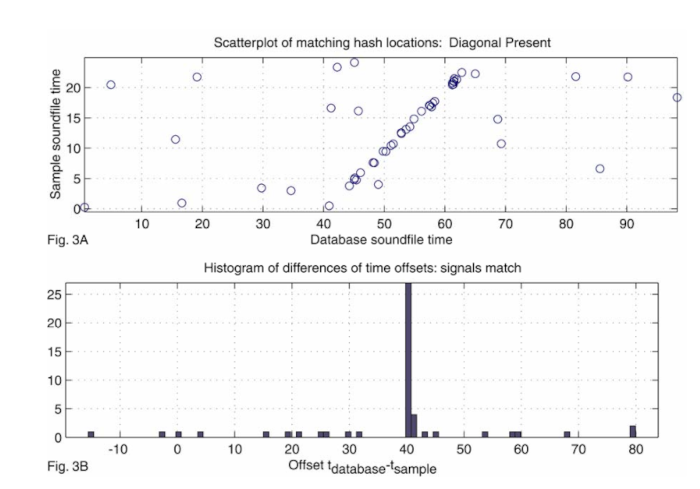 Scatterplot of matching hash locations: Diagonal Present
Sample soundfile time
20
15
10
5
0
10 20 30 40 50 60 70 80 90
Fig. 3A
Database soundfile time
Histogram of differences of time offsets: signals match
25
20
15
10
5
0
-10 0 10 20 30 40 50 60 70 80
Fig. 3B
Offset tdatabase-tsample